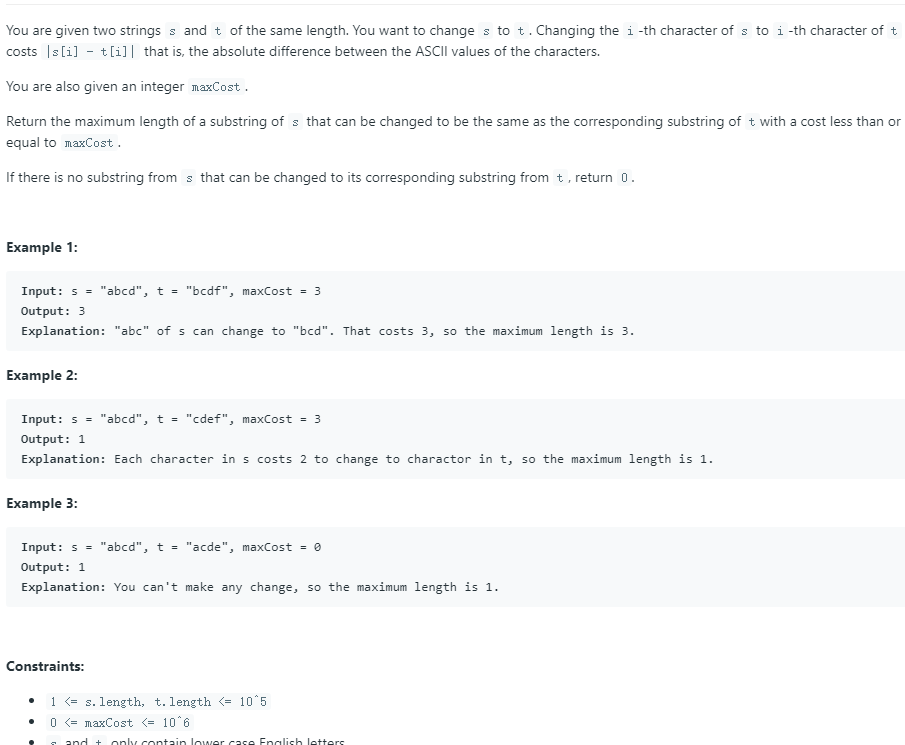 You are given two strings s and t of the same length. You want to change s to t. Changing the i-th character of s to i-th character of t
costs |s[i] - t[i]| that is, the absolute difference between the ASCII values of the characters.
You are also given an integer maxCost.
Return the maximum length of a substring of s that can be changed to be the same as the corresponding substring of t with a cost less than or
equal to maxCost.
If there is no substring from s that can be changed to its corresponding substring from t, return 0.
Example 1:
Input: s = "abcd", t = "bcdf", maxCost = 3
Output: 3
Explanation: "abc" of s can change to "bcd". That costs 3, so the maximum length is 3.
Example 2:
Input: s = "abcd", t = "cdef", maxCost = 3
Output: 1
Explanation: Each character in s costs 2 to change to charactor in t, so the maximum length is 1.
Example 3:
Input: s = "abcd", t = "acde", maxCost = 0
Output: 1
Explanation: You can't make any change, so the maximum length is 1.
Constraints:
• 1 <= s.length, t.length <= 10^5
• 0 <= maxCost <= 10^6
• s and t only contain lower case English letters.